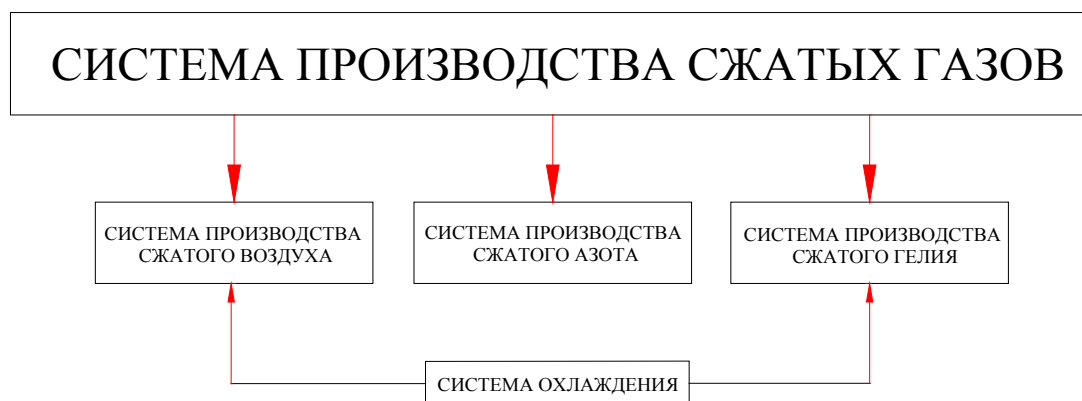 СИСТЕМА ПРОИЗВОДСТВА СЖАТЫХ ГАЗОВ
СИСТЕМА ПРОИЗВОДСТВА
СЖАТОГО ВОЗДУХА
СИСТЕМА ПРОИЗВОДСТВА
СЖАТОГО АЗОТА
СИСТЕМА ПРОИЗВОДСТВА
СЖАТОГО ГЕЛИЯ
СИСТЕМА ОХЛАЖДЕНИЯ